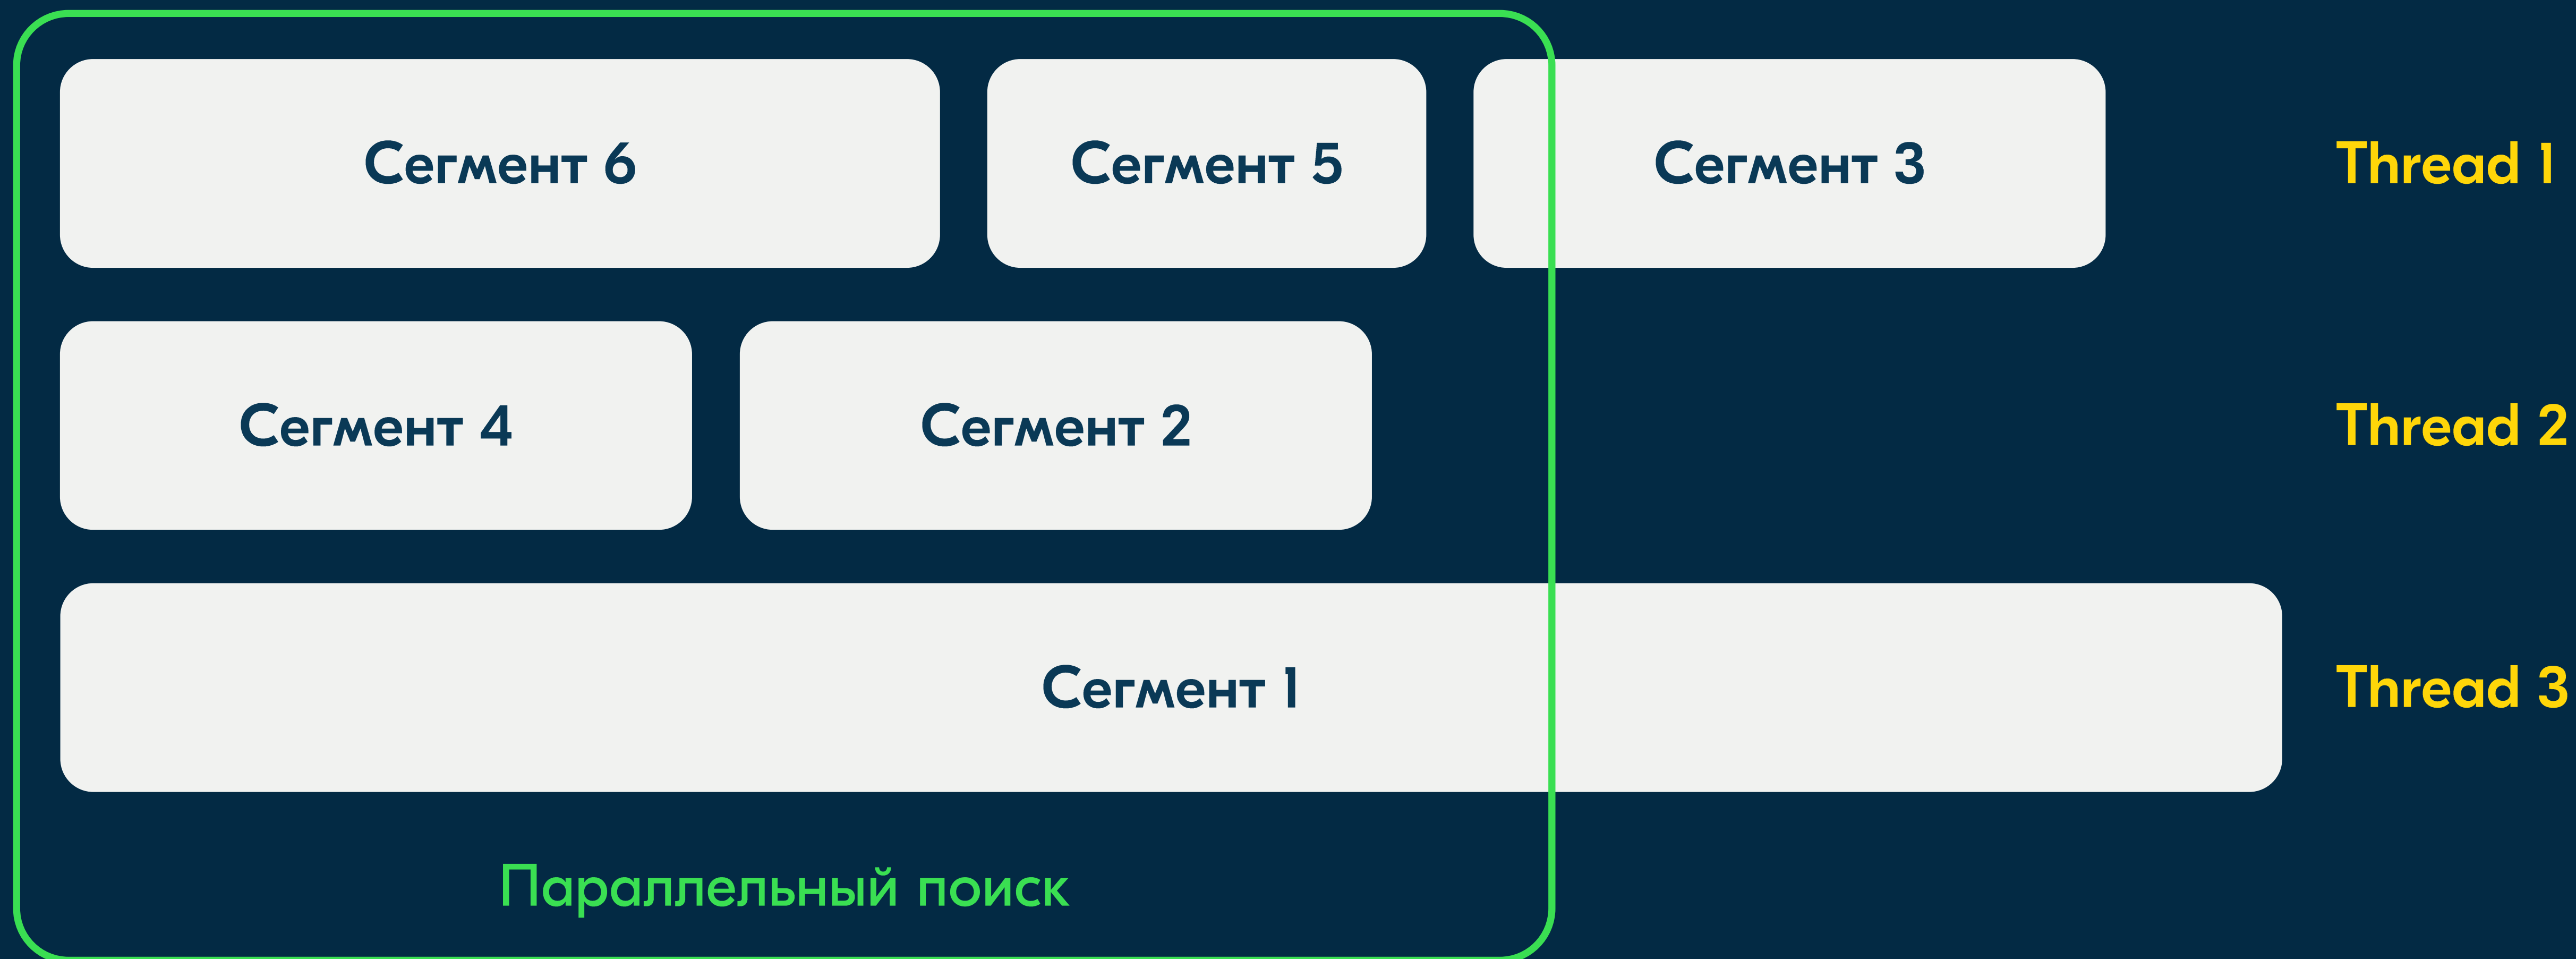 Сегмент 6
Сегмент 5
Сегмент 3
Thread 1
Сегмент 4
Сегмент 2
Thread 2
Сегмент 1
Thread 3
Параллельный поиск